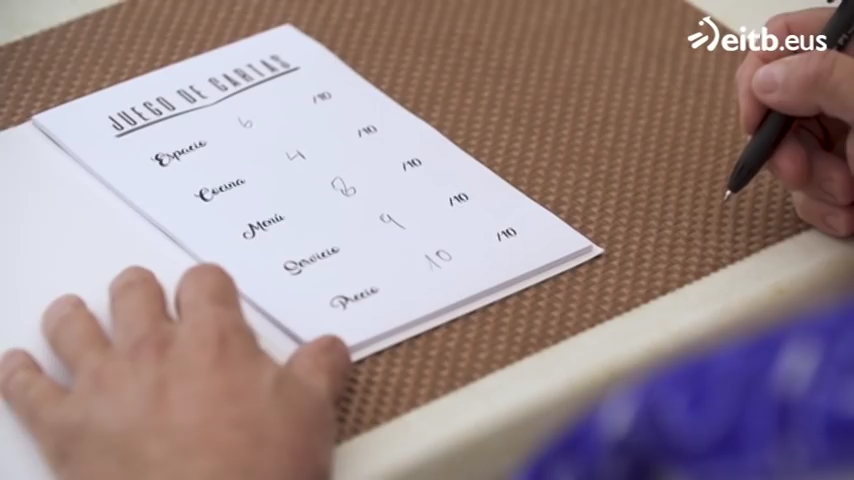 eitb.eus
JUEGO DE CARTAS
Espacio 6 /10
Cocina 4 /10
Menú 8 /10
Servicio 9 /10
Precio 10 /10